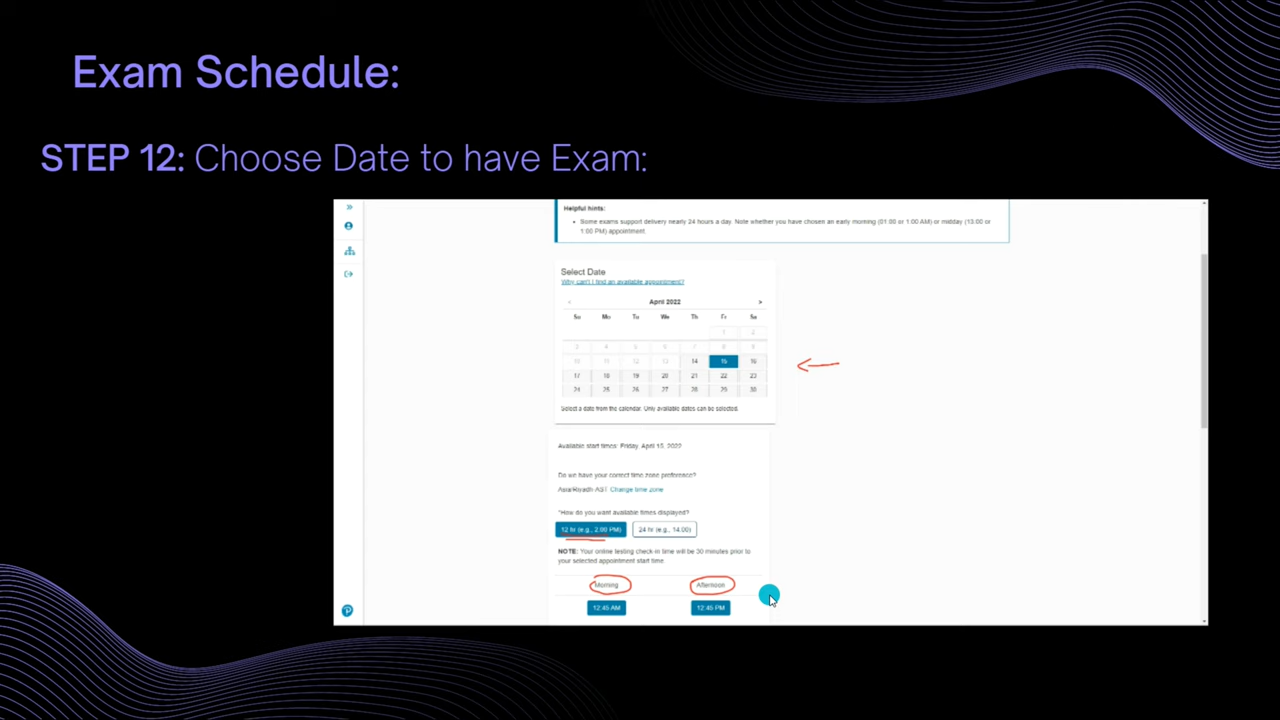 Exam Schedule:
STEP 12: Choose Date to have Exam:
Helpful hints:
Some exams support delivery nearly 24 hours a day. Note whether you have chosen an early morning (01:00 or 1:00 AM) or midday (13:00 or
1:00 PM) appointment
Select Date
Why can't I find an available appointment?
< April 2022 >
Su Mo Tu We Th Fr Sa
1 2
3 4 5 6 7 8 9
10 11 12 13 14 15 16
17 18 19 20 21 22 23
24 25 26 27 28 29 30
Select a date from the calendar. Only available dates can be selected.
Available start times: Friday, April 15, 2022
Do we have your correct time zone preference?
Asia/Riyadh-AST Change time zone
*How do you want available times displayed?
12 hr (e.g., 2:00 PM) 24 hr (e.g., 14:00)
NOTE: Your online testing check-in time will be 30 minutes prior to
your selected appointment start time.
Morning Afternoon
12:45 AM 12:45 PM